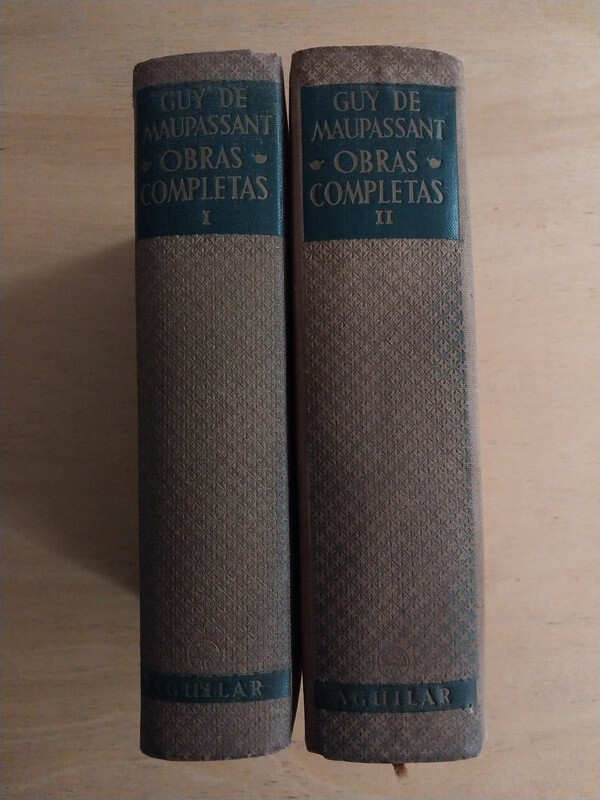 GUY DE
MAUPASSANT
OBRAS
COMPLETAS
I
AGUILAR
GUY DE
MAUPASSANT
OBRAS
COMPLETAS
II
AGUILAR